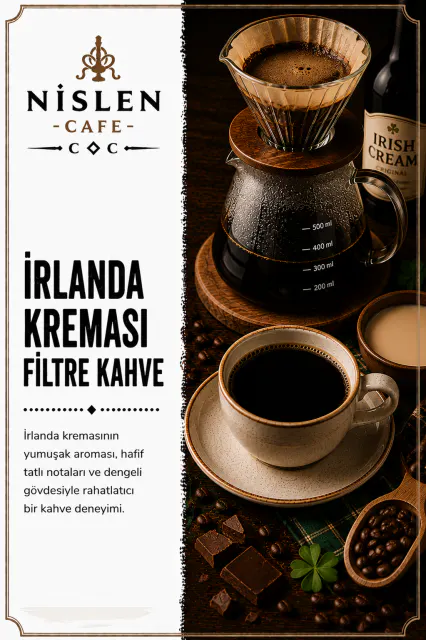 NİSLEN
-CAFE-
C C
İRLANDA
KREMASI
FİLTRE KAHVE
İrlanda kremasının
yumuşak aroması, hafif
tatlı notaları ve dengeli
gövdesiyle rahatlatıcı
bir kahve deneyimi.
IRISH
CREAM
ORIGINAL
500 ml
400 ml
300 ml
200 ml